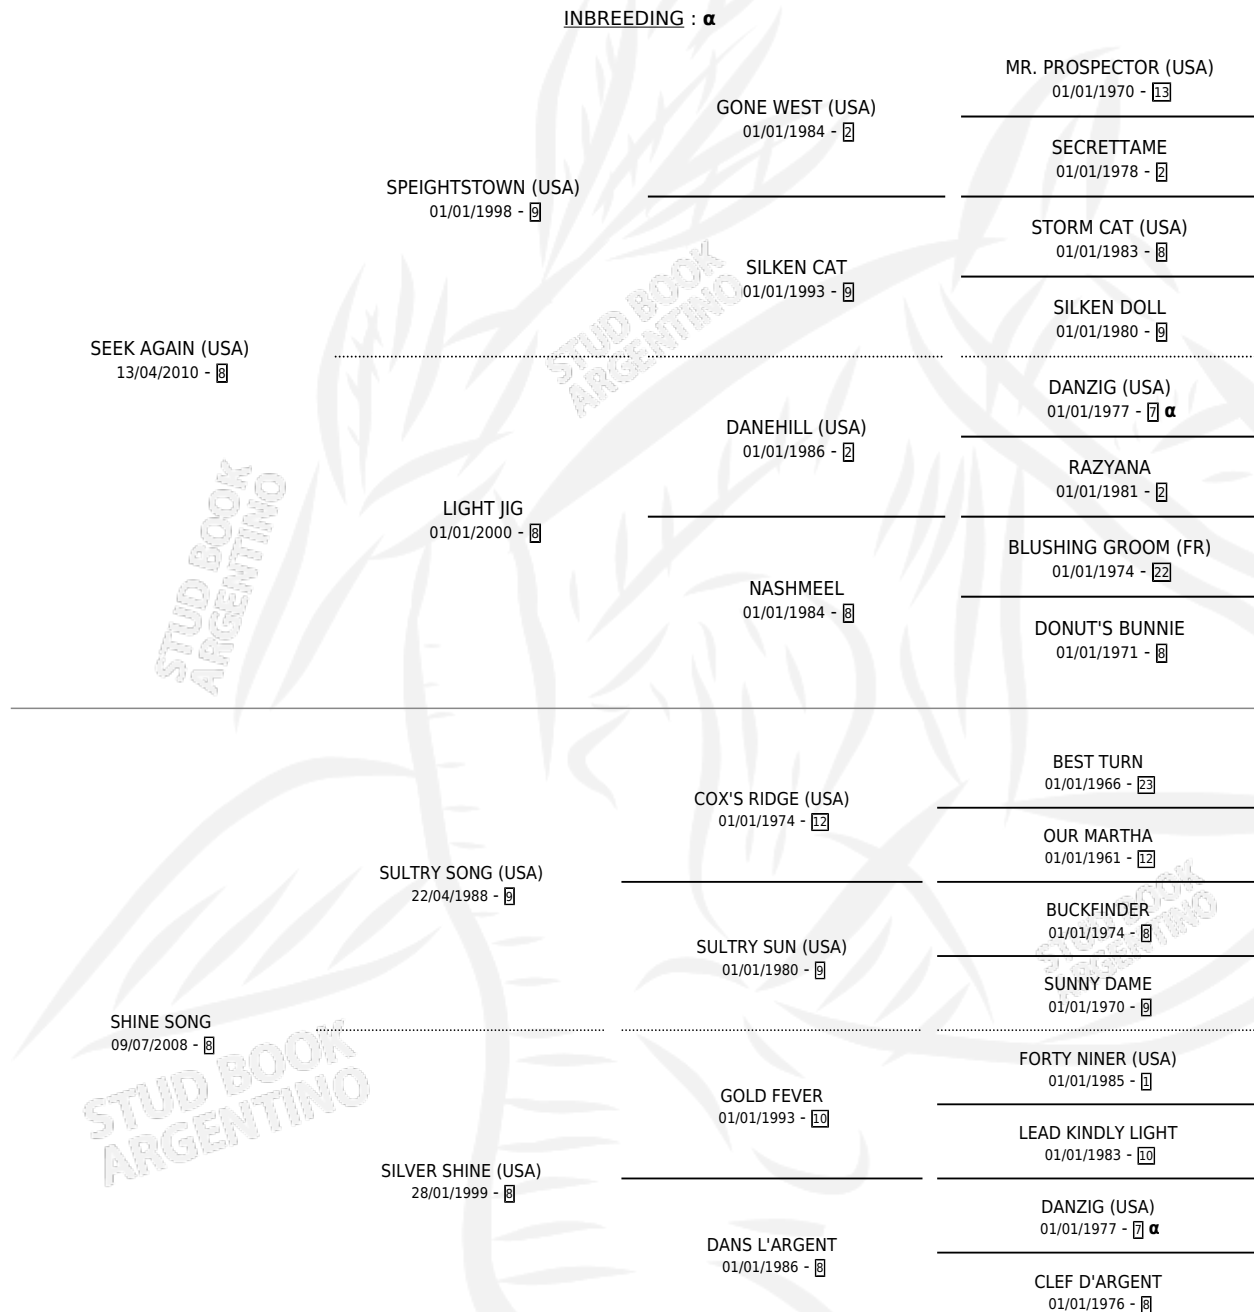 INBREEDING : α
MR. PROSPECTOR (USA)
01/01/1970 - 13
GONE WEST (USA)
01/01/1984 - 2
SECRETTAME
01/01/1978 - 2
SPEIGHTSTOWN (USA)
01/01/1998 - 9
STORM CAT (USA)
01/01/1983 - 8
SILKEN CAT
01/01/1993 - 9
SILKEN DOLL
01/01/1980 - 9
SEEK AGAIN (USA)
13/04/2010 - 8
DANZIG (USA)
01/01/1977 - 7 α
DANEHILL (USA)
01/01/1986 - 2
RAZYANA
01/01/1981 - 2
LIGHT JIG
01/01/2000 - 8
BLUSHING GROOM (FR)
01/01/1974 - 22
NASHMEEL
01/01/1984 - 8
DONUT'S BUNNIE
01/01/1971 - 8
BEST TURN
01/01/1966 - 23
COX'S RIDGE (USA)
01/01/1974 - 12
OUR MARTHA
01/01/1961 - 12
SULTRY SONG (USA)
22/04/1988 - 9
BUCKFINDER
01/01/1974 - 8
SULTRY SUN (USA)
01/01/1980 - 9
SUNNY DAME
01/01/1970 - 9
SHINE SONG
09/07/2008 - 8
FORTY NINER (USA)
01/01/1985 - 1
GOLD FEVER
01/01/1993 - 10
LEAD KINDLY LIGHT
01/01/1983 - 10
SILVER SHINE (USA)
28/01/1999 - 8
DANZIG (USA)
01/01/1977 - 7 α
DANS L'ARGENT
01/01/1986 - 8
CLEF D'ARGENT
01/01/1976 - 8
STUD BOOK
ARGENTINO
STUD BOOK
ARGENTINO
STUD BOOK
ARGENTINO
STUD BOOK
ARGENTINO